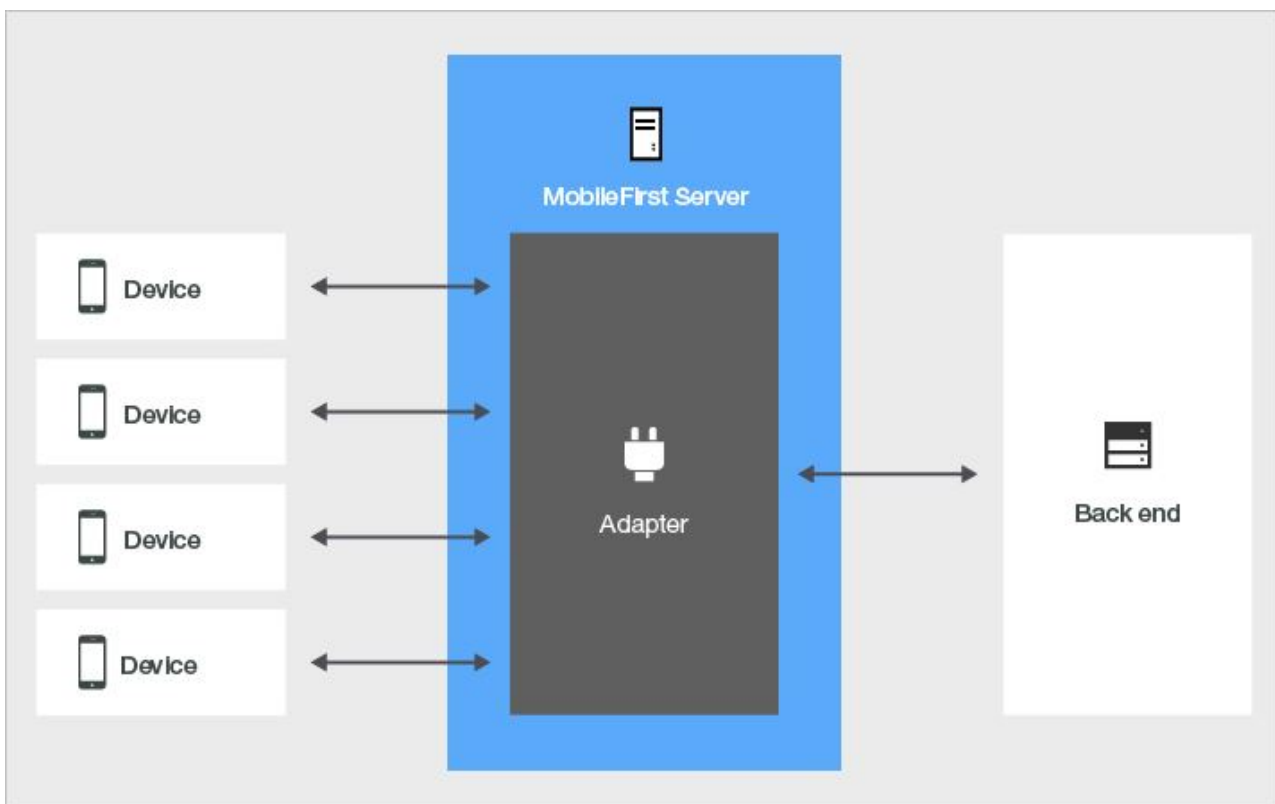 MobileFirst Server
Device
Device
Device
Device
Adapter
Back end